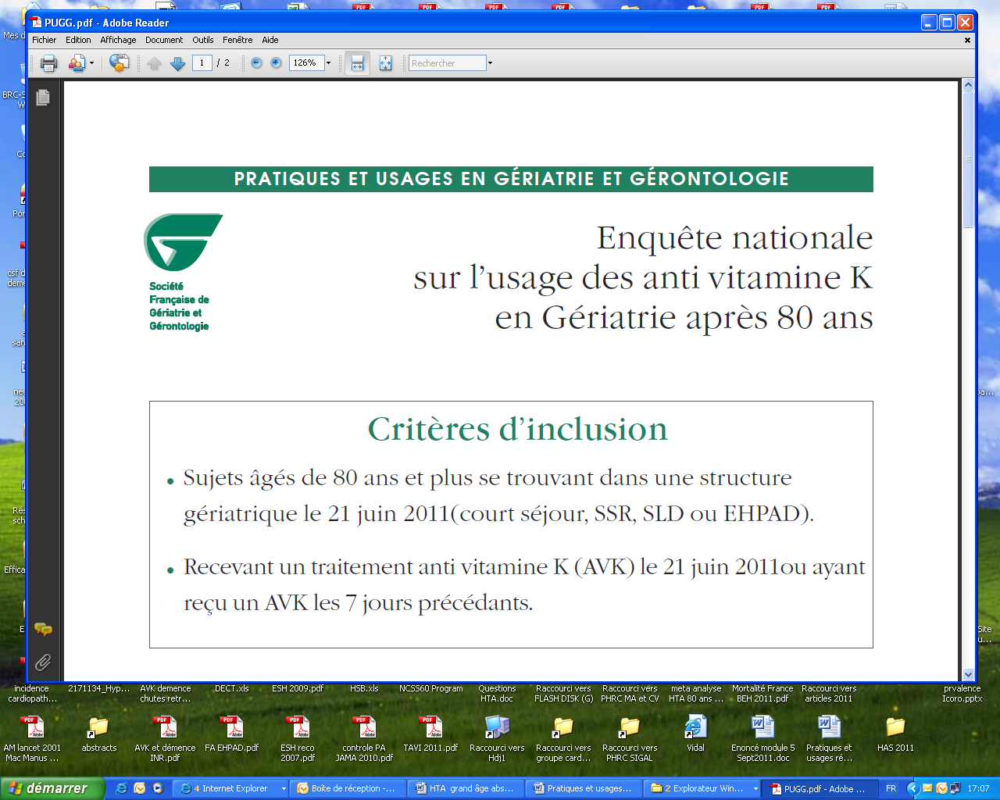 PUGG.pdf - Adobe Reader
Fichier Edition Affichage Document Outils Fenêtre Aide
1 / 2 126% Rechercher
PRATIQUES ET USAGES EN GÉRIATRIE ET GÉRONTOLOGIE
Société
Française de
Gériatrie et
Gérontologie
Enquête nationale
sur l'usage des anti vitamine K
en Gériatrie après 80 ans
Critères d'inclusion
• Sujets âgés de 80 ans et plus se trouvant dans une structure
gériatrique le 21 juin 2011(court séjour, SSR, SLD ou EHPAD).
• Recevant un traitement anti vitamine K (AVK) le 21 juin 2011ou ayant
reçu un AVK les 7 jours précédants.
incidence
cardiopath...
2171134_Hyp...
AVK demence
chutes retr...
DECT.xls
ESH 2009.pdf
HSB.xls
NCSS60 Program
Questions
HTA.doc
Raccourci vers
FLASH DISK (G)
Raccourci vers
PHRC MA et CV
meta analyse
HTA 80 ans ...
Mortalité France
BEH 2011.pdf
Raccourci vers
articles 2011
prvalence
Icoro.pptx
AM lancet 2001
Mac Manus ...
abstracts
AVK et démence
INR.pdf
FA EHPAD.pdf
ESH reco
2007.pdf
controle PA
JAMA 2010.pdf
TAVI 2011.pdf
Raccourci vers
Hdj1
Raccourci vers
groupe card...
Raccourci vers
PHRC SIGAL
Vidal
Enoncé module 5
Sept2011.doc
Pratiques et
usages ré...
HAS 2011
démarrer
4 Internet Explorer
Boîte de réception -...
HTA grand âge abs...
Pratiques et usages...
2 Explorateur Win...
PUGG.pdf - Adobe ...
FR
17:07